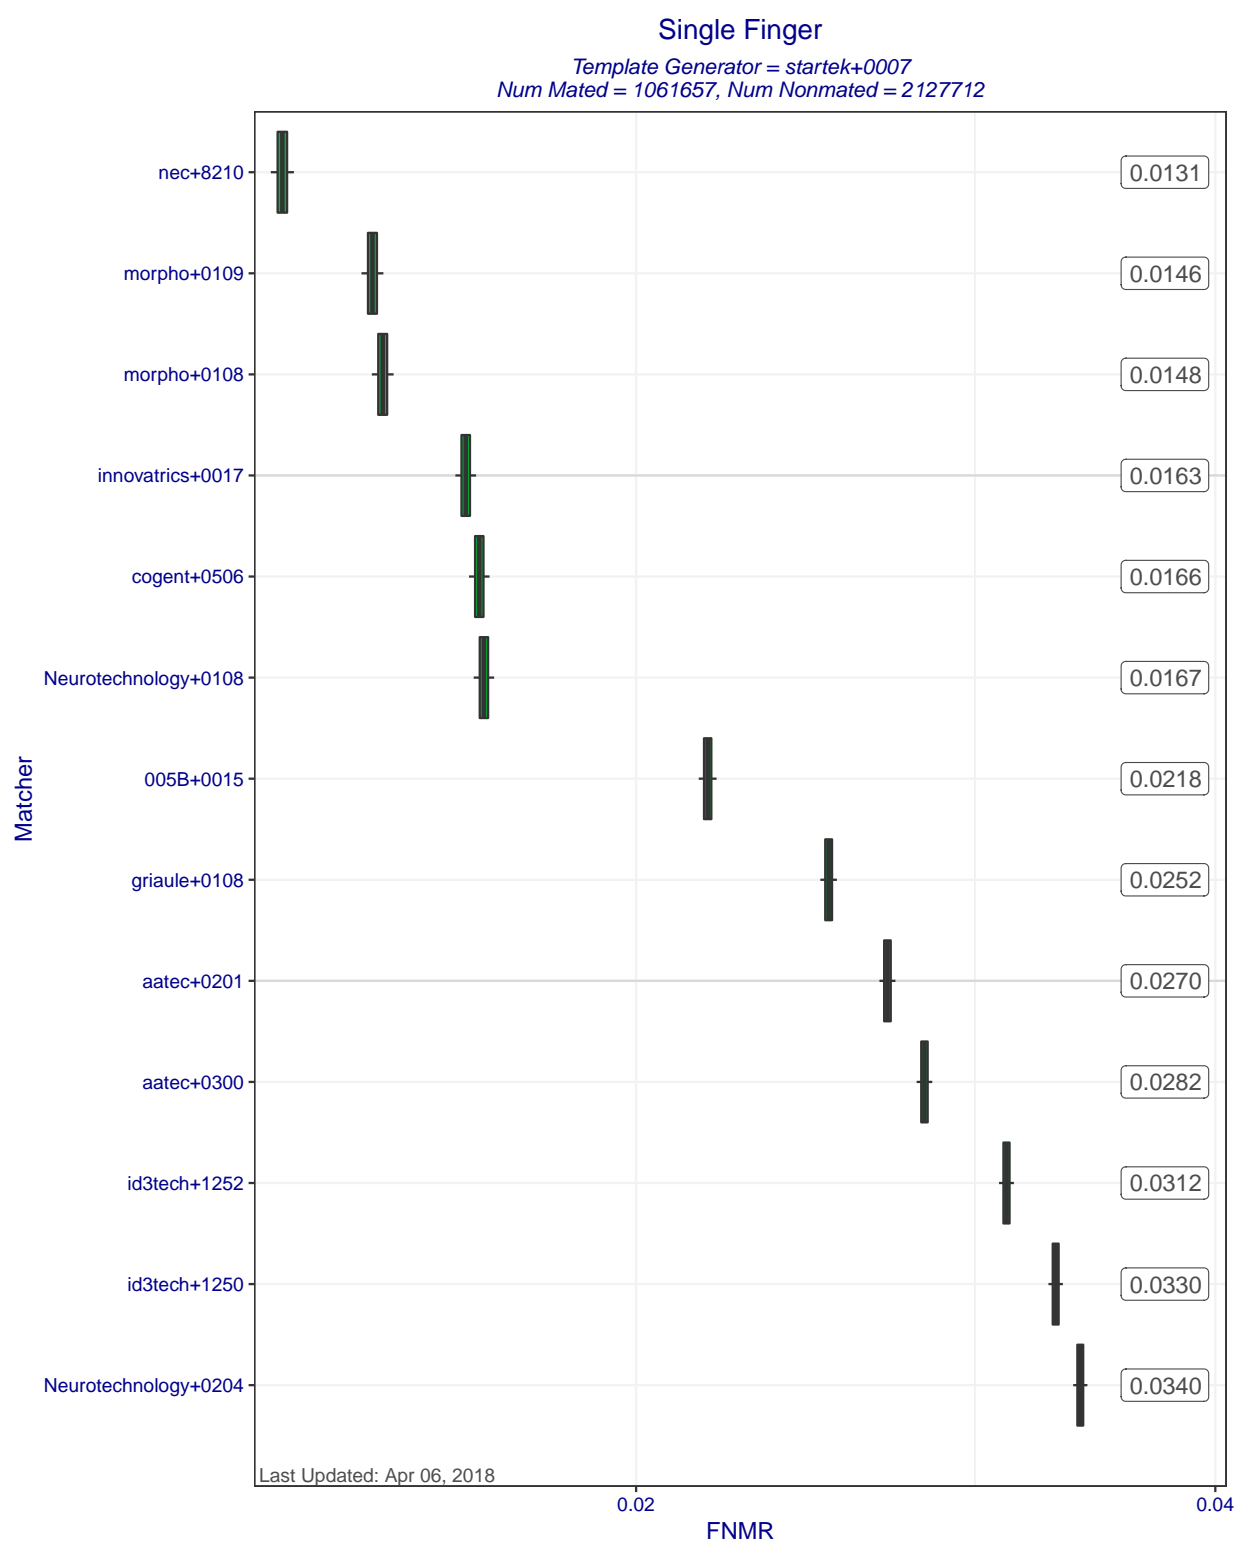 Single Finger
Template Generator = startek+0007
Num Mated = 1061657, Num Nonmated = 2127712
nec+8210
0.0131
morpho+0109
0.0146
morpho+0108
0.0148
innovatrics+0017
0.0163
cogent+0506
0.0166
Neurotechnology+0108
0.0167
005B+0015
0.0218
griaule+0108
0.0252
aatec+0201
0.0270
aatec+0300
0.0282
id3tech+1252
0.0312
id3tech+1250
0.0330
Neurotechnology+0204
0.0340
Matcher
Last Updated: Apr 06, 2018
0.02
0.04
FNMR